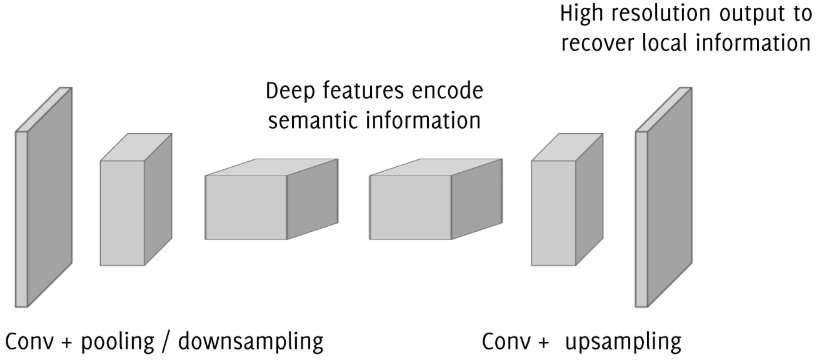 High resolution output to
recover local information
Deep features encode
semantic information
Conv + pooling / downsampling
Conv + upsampling